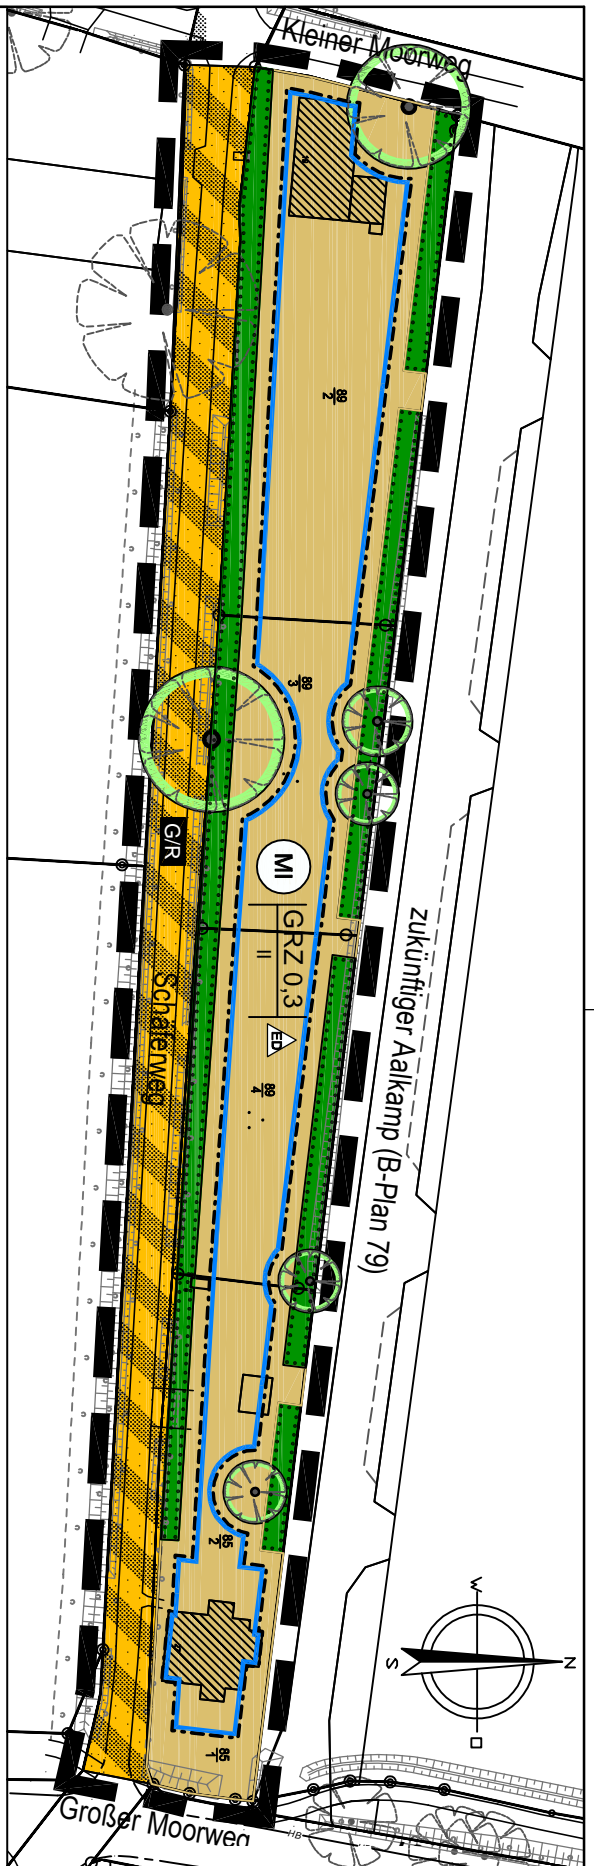 Kleiner Moorweg
89
2
89
3
G/R
MI
GRZ 0,3
II
ED
zukünftiger Aalkamp (B-Plan 79)
Schäferweg
89
4
85
2
W
N
S
O
85
1
Großer Moorweg